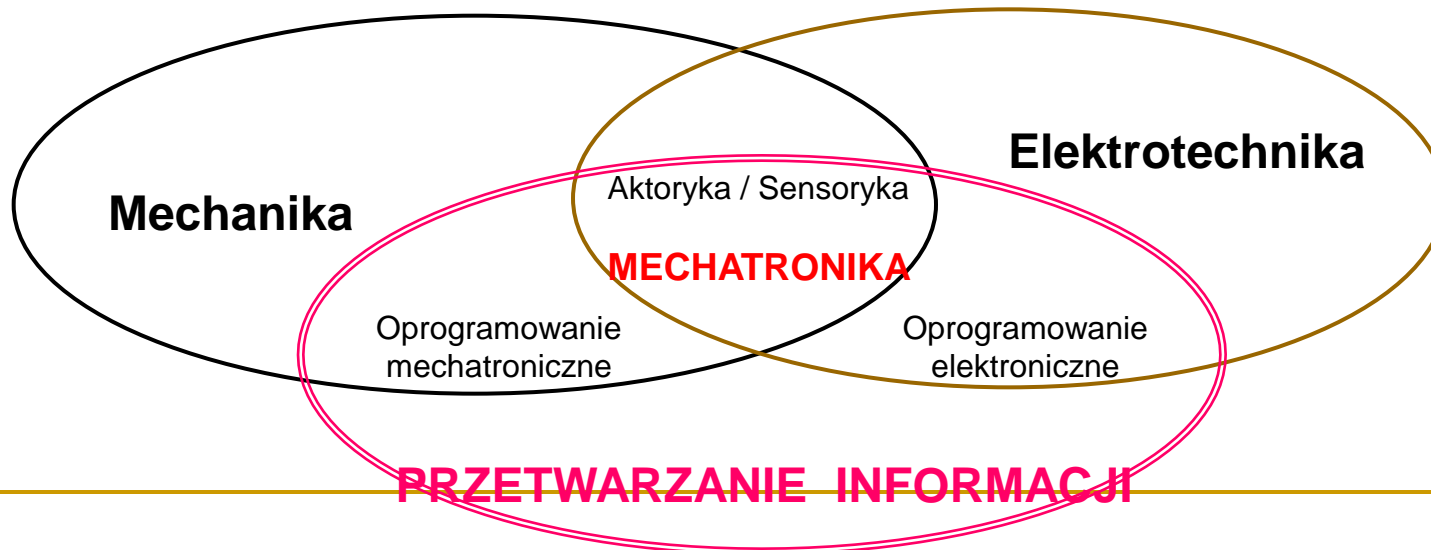 Elektrotechnika
Mechanika
Aktoryka / Sensoryka
MECHATRONIKA
Oprogramowanie
mechatroniczne
Oprogramowanie
elektroniczne
PRZETWARZANIE INFORMACJI